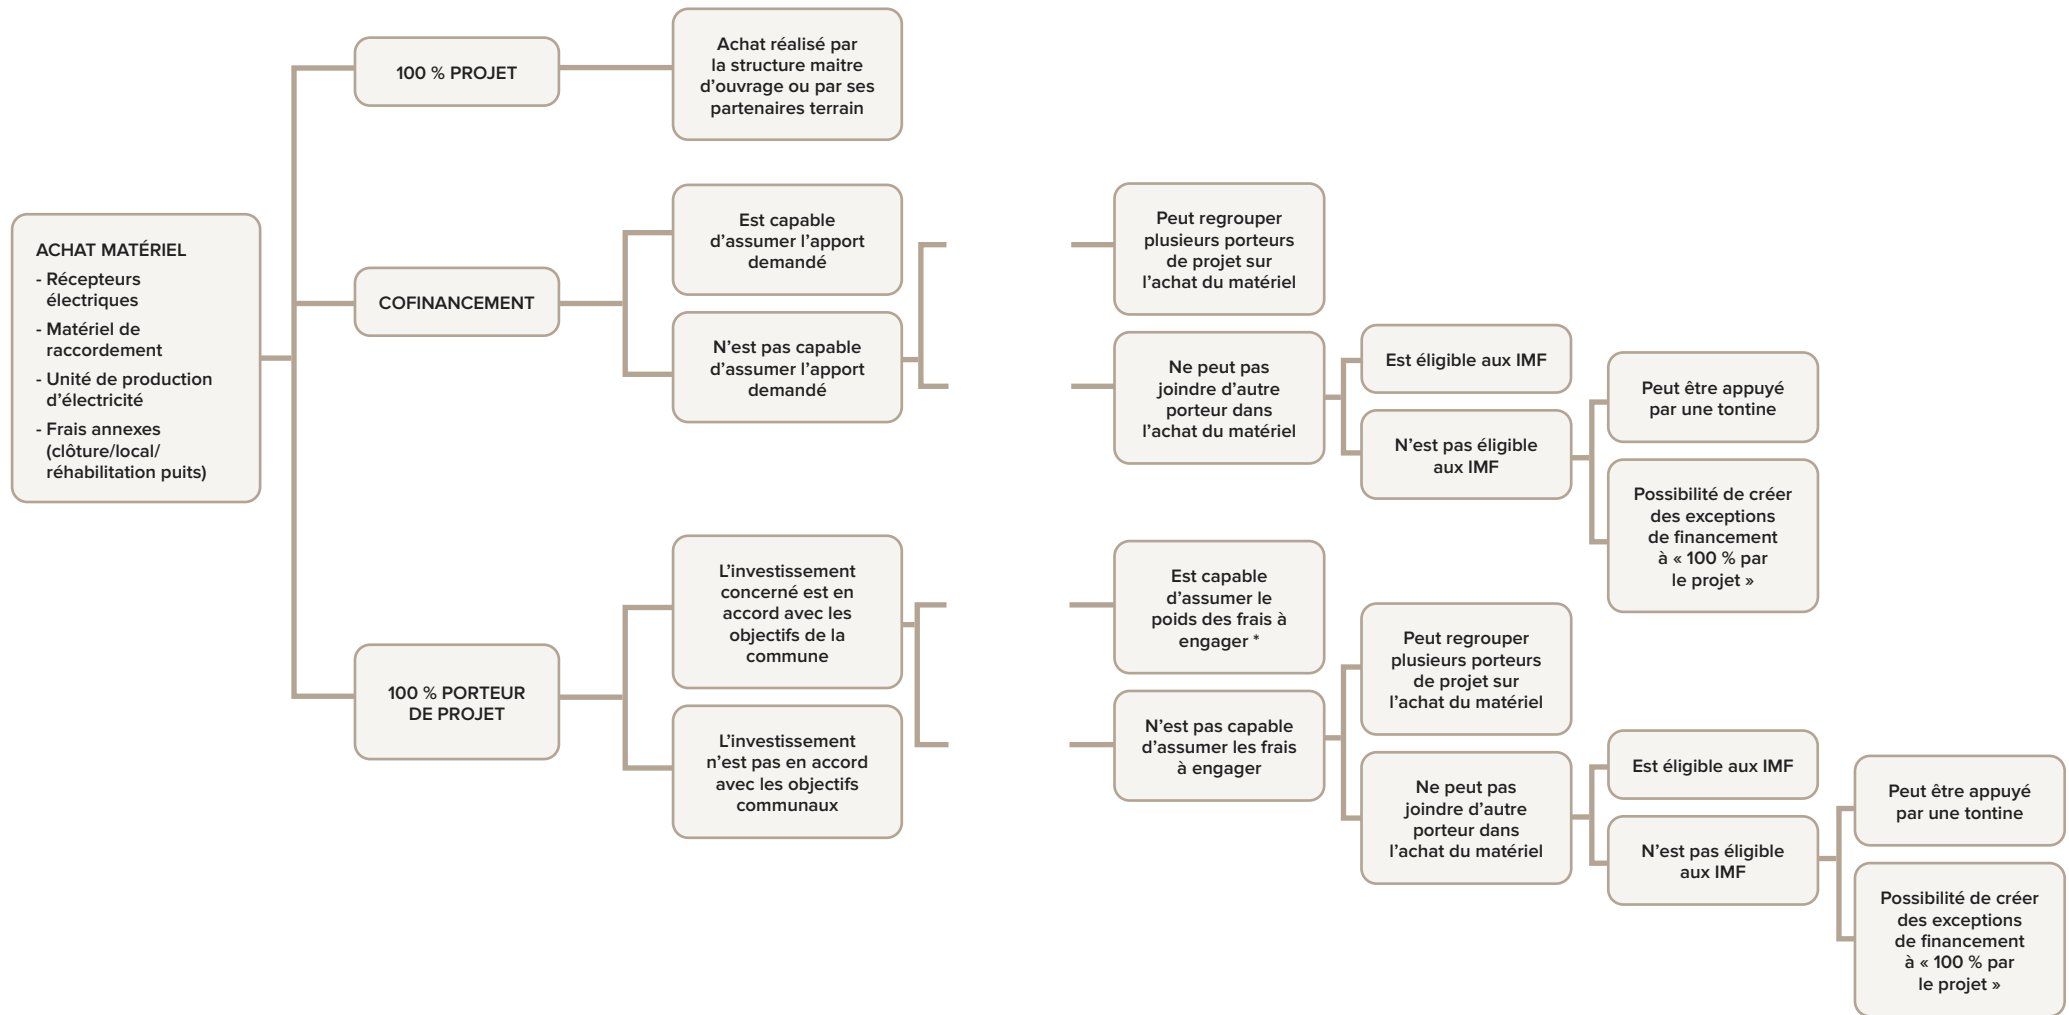 ACHAT MATÉRIEL
- Récepteurs
électriques
- Matériel de
raccordement
- Unité de production
d'électricité
- Frais annexes
(clôture/local/
réhabilitation puits)
100 % PROJET
Achat réalisé par
la structure maitre
d'ouvrage ou par ses
partenaires terrain
COFINANCEMENT
Est capable
d'assumer l'apport
demandé
N'est pas capable
d'assumer l'apport
demandé
Peut regrouper
plusieurs porteurs
de projet sur
l'achat du matériel
Ne peut pas
joindre d'autre
porteur dans
l'achat du matériel
Est éligible aux IMF
N'est pas éligible
aux IMF
Peut être appuyé
par une tontine
Possibilité de créer
des exceptions
de financement
à « 100 % par
le projet »
100 % PORTEUR
DE PROJET
L'investissement
concerné est en
accord avec les
objectifs de la
commune
L'investissement
n'est pas en accord
avec les objectifs
communaux
Est capable
d'assumer le
poids des frais à
engager *
N'est pas capable
d'assumer les frais
à engager
Peut regrouper
plusieurs porteurs
de projet sur
l'achat du matériel
Ne peut pas
joindre d'autre
porteur dans
l'achat du matériel
Est éligible aux IMF
N'est pas éligible
aux IMF
Peut être appuyé
par une tontine
Possibilité de créer
des exceptions
de financement
à « 100 % par
le projet »